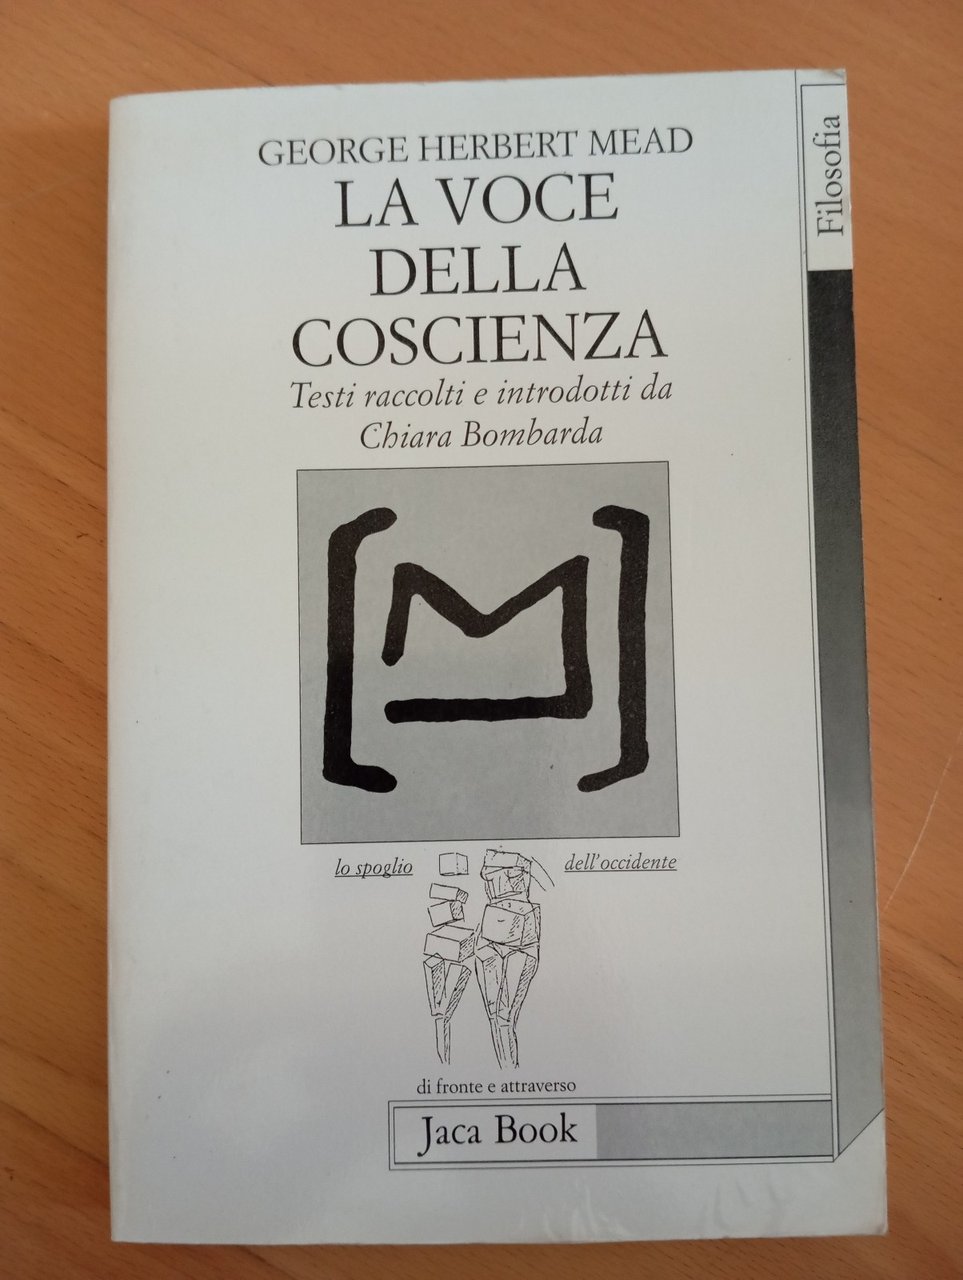 GEORGE HERBERT MEAD
LA VOCE
DELLA
COSCIENZA
Testi raccolti e introdotti da
Chiara Bombarda
Filosofia
lo spoglio
dell'occidente
di fronte e attraverso
Jaca Book